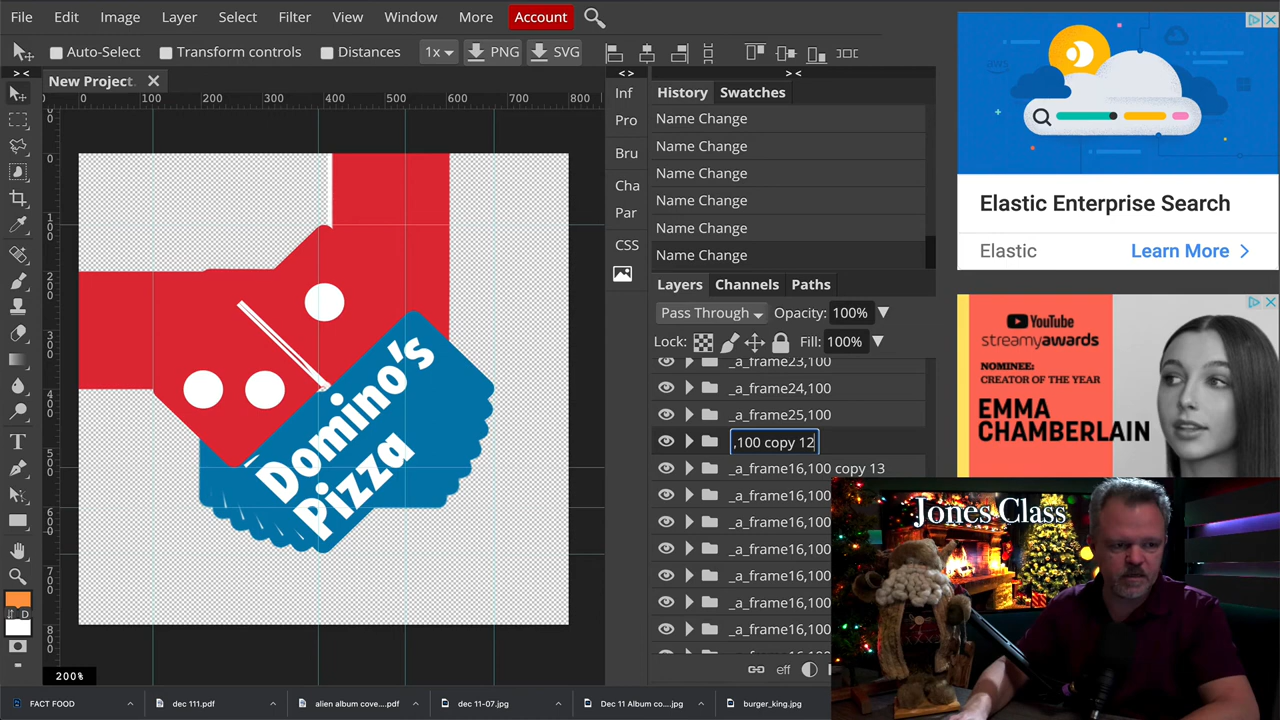 File Edit Image Layer Select Filter View Window More Account
Auto-Select Transform controls Distances 1x PNG SVG
New Project.
0 100 200 300 400 500 600 700 800
Inf
Pro
Bru
Cha
Par
CSS
History Swatches
Name Change
Name Change
Name Change
Name Change
Name Change
Name Change
Layers Channels Paths
Pass Through Opacity: 100%
Lock: Fill: 100%
_a_frame23,100
_a_frame24,100
_a_frame25,100
,100 copy 12
_a_frame16,100 copy 13
_a_frame16,100
_a_frame16,100
_a_frame16,100
_a_frame16,100
_a_frame16,100
_a_frame16,100
eff
Domino's
Pizza
200%
aws
Elastic Enterprise Search
Elastic Learn More
YouTube
streamyawards
NOMINEE:
CREATOR OF THE YEAR
EMMA
CHAMBERLAIN
Jones Class
FACT FOOD
dec 111.pdf
alien album cove....pdf
dec 11-07.jpg
Dec 11 Album co....jpg
burger_king.jpg